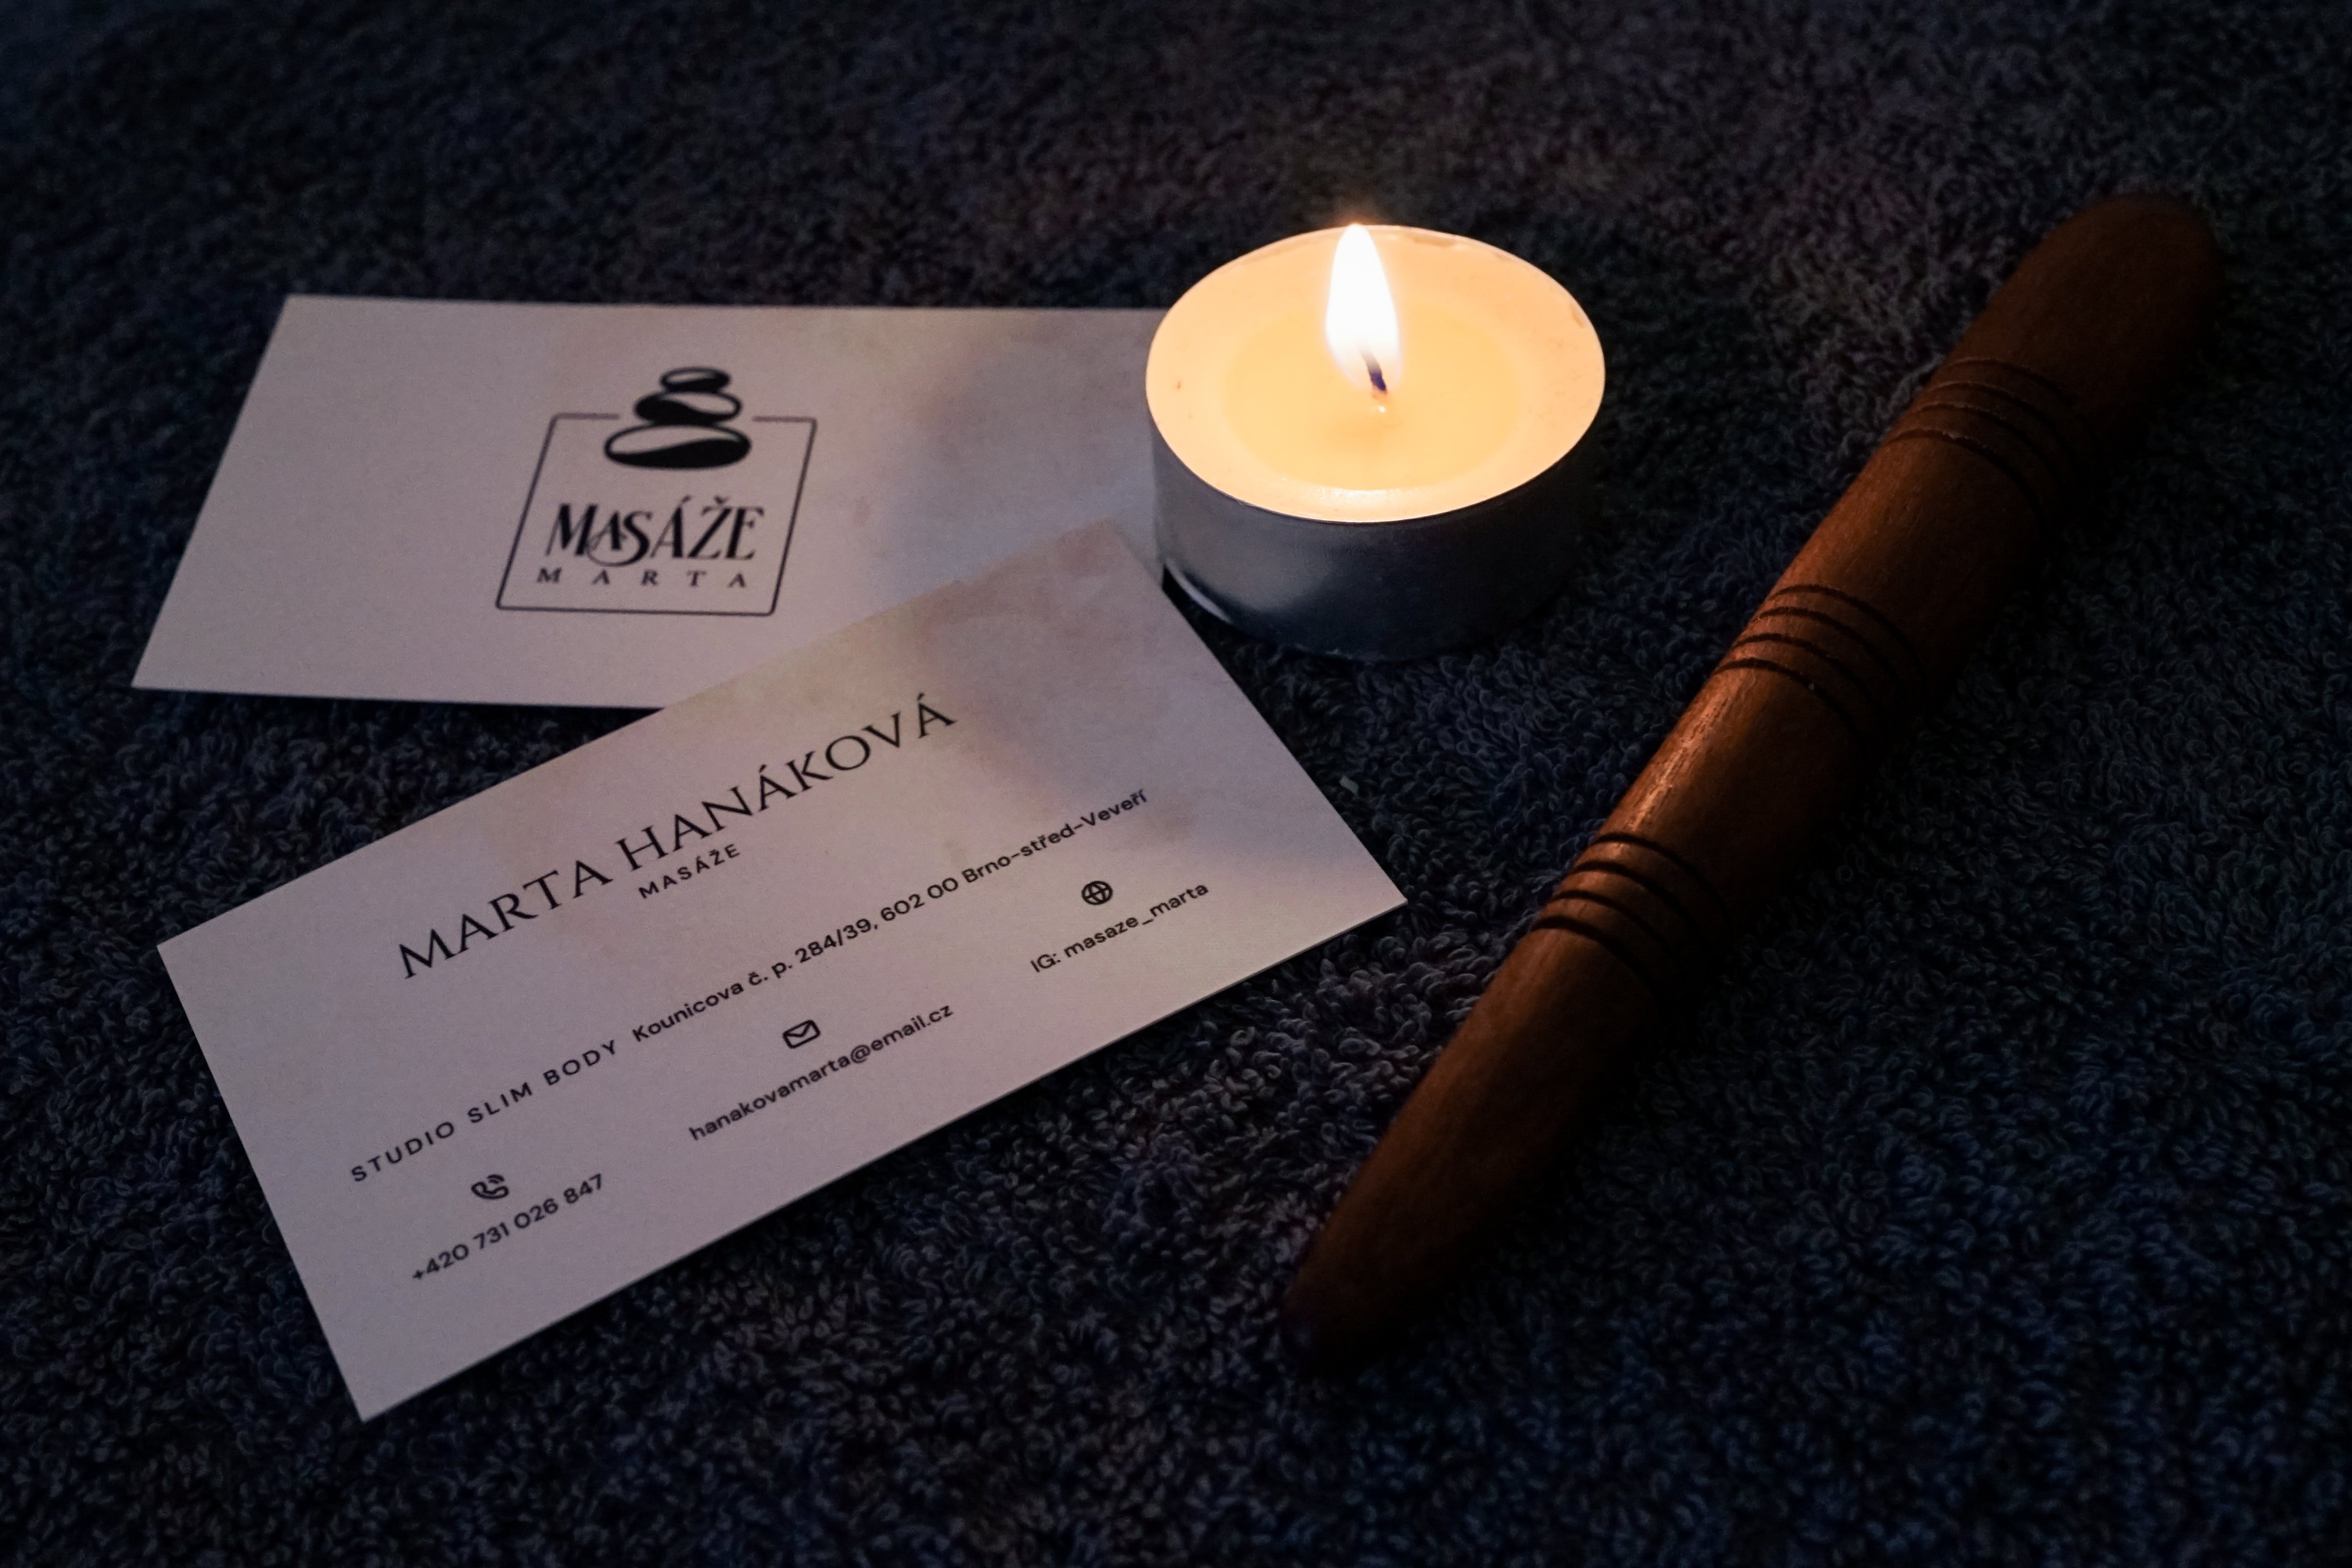 MASÁŽE
MARTA
MARTA HANÁKOVÁ
MASÁŽE
STUDIO SLIM BODY Kounicova č. p. 284/39, 602 00 Brno-střed-Veveří
+420 731 026 847
hanakovamarta@email.cz
IG: masaze_marta